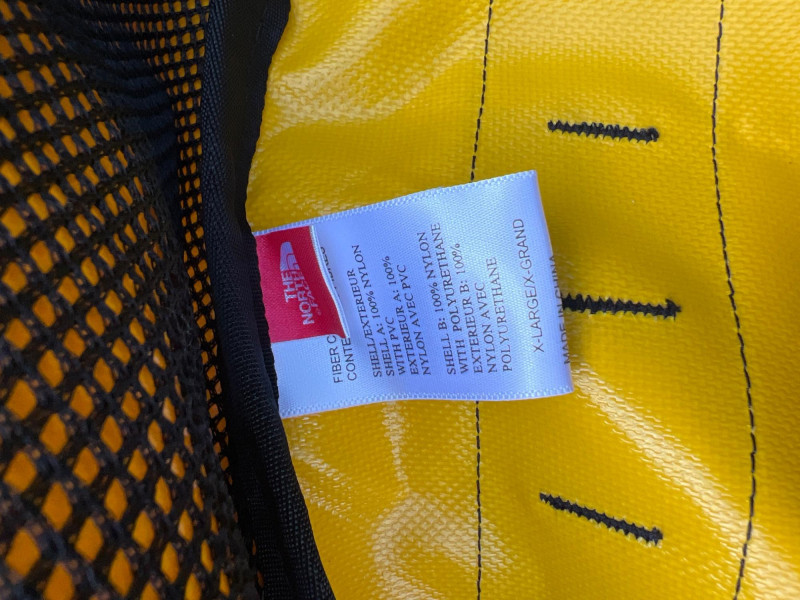 THE
NORTH
FACE
FIBER
CONTE
SHELL/EXTERIEUR
SHELL A: 100% NYLON
WITH PVC
EXTERIEUR A: 100%
NYLON AVEC PVC
SHELL B: 100% NYLON
WITH POLYURETHANE
EXTERIEUR B: 100%
NYLON AVEC
POLYURETHANE
X-LARGE/X-GRAND
MADE IN CHINA